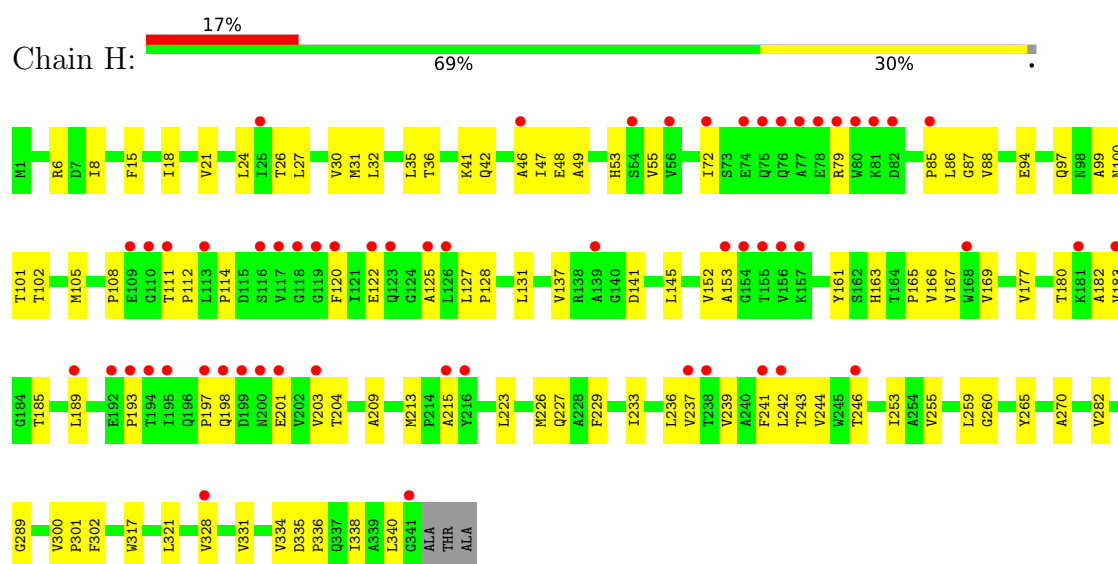 17%
Chain H:
69% 30% •
M1 R6 D7 I8 F15 I18 V21 L24 I25 T26 L27 V30 M31 L32 L35 T36 K41 Q42 A46 I47 E48 A49 H53 S54 V55 V56 I72 S73 E74 Q75 Q76 A77 E78 R79 W80 K81 D82 P85 L86 G87 V88 E94 Q97 N98 A99 N100
T101 T102 M105 P108 E109 G110 T111 P112 L113 P114 D115 S116 V117 G118 G119 F120 I121 E122 Q123 G124 A125 L126 L127 P128 L131 V137 R138 A139 G140 D141 L145 V152 A153 G154 T155 V156 K157 Y161 S162 H163 T164 P165 V166 V167 W168 V169 V177 T180 K181 A182
G184 T185 L189 E192 P193 T194 I195 Q196 P197 Q198 D199 N200 E201 V202 V203 T204 A209 M213 P214 A215 Y216 L223 M226 Q227 A228 F229 I233 L236 V237 T238 V239 A240 F241 L242 T243 V244 W245 T246 I253 A254 V255 L259 G260 Y265 A270 V282
G289 V300 P301 F302 W317 L321 V328 V331 V334 D335 P336 Q337 I338 A339 L340 G341 ALA THR ALA